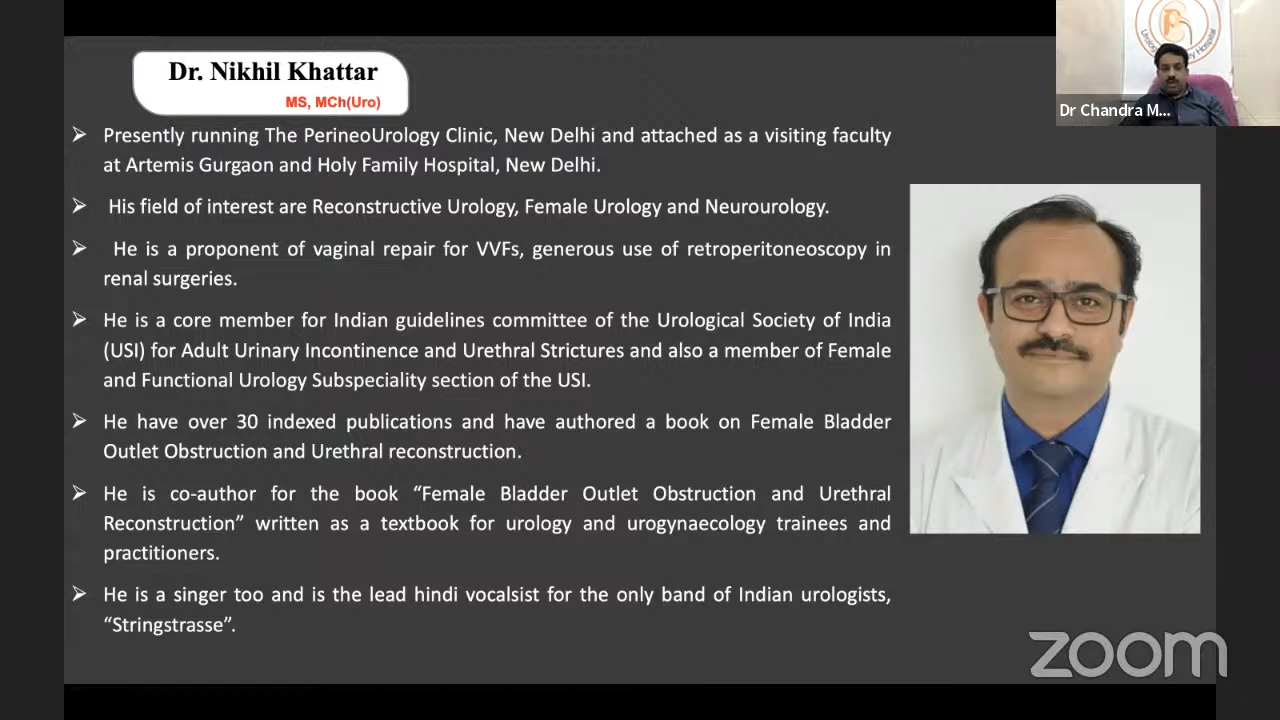 Dr. Nikhil Khattar
MS, MCh(Uro)
➢ Presently running The PerineoUrology Clinic, New Delhi and attached as a visiting faculty
at Artemis Gurgaon and Holy Family Hospital, New Delhi.
➢ His field of interest are Reconstructive Urology, Female Urology and Neurourology.
➢ He is a proponent of vaginal repair for VVFs, generous use of retroperitoneoscopy in
renal surgeries.
➢ He is a core member for Indian guidelines committee of the Urological Society of India
(USI) for Adult Urinary Incontinence and Urethral Strictures and also a member of Female
and Functional Urology Subspeciality section of the USI.
➢ He have over 30 indexed publications and have authored a book on Female Bladder
Outlet Obstruction and Urethral reconstruction.
➢ He is co-author for the book “Female Bladder Outlet Obstruction and Urethral
Reconstruction” written as a textbook for urology and urogynaecology trainees and
practitioners.
➢ He is a singer too and is the lead hindi vocalsist for the only band of Indian urologists,
“Stringstrasse”.
Dr Chandra M...
zoom